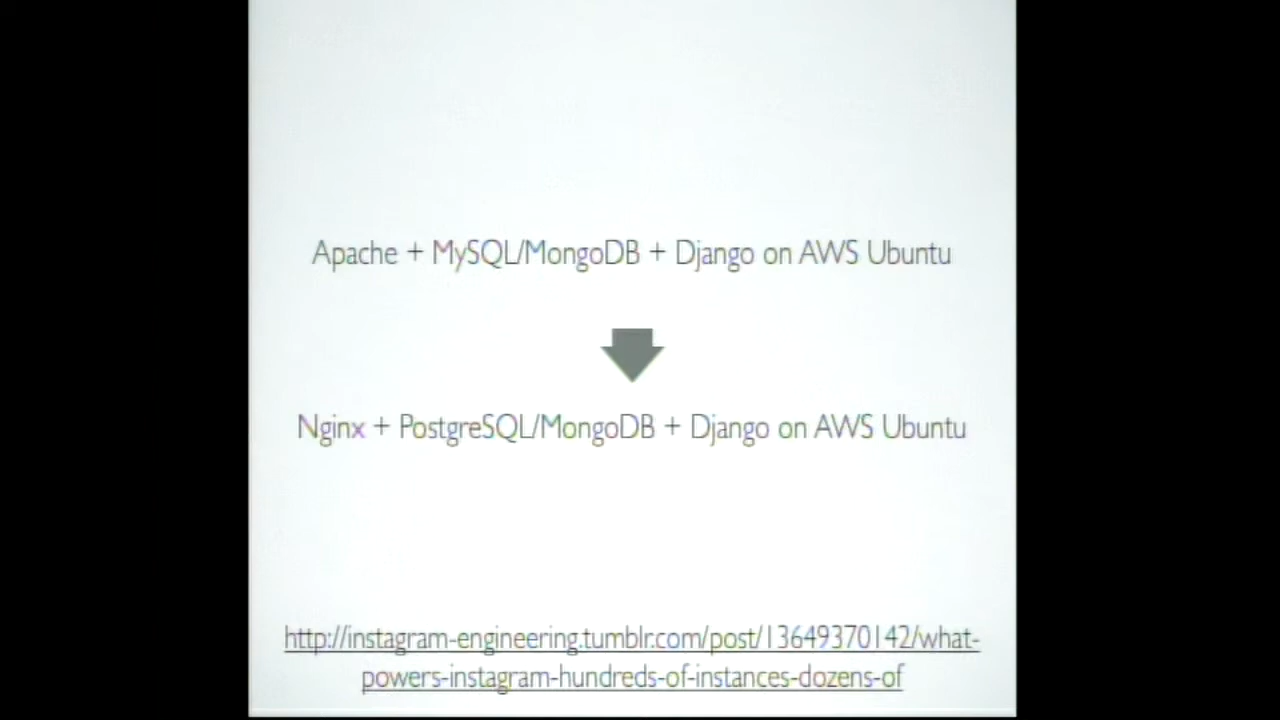 Apache + MySQL/MongoDB + Django on AWS Ubuntu
Nginx + PostgreSQL/MongoDB + Django on AWS Ubuntu
http://instagram-engineering.tumblr.com/post/13649370142/what-
powers-instagram-hundreds-of-instances-dozens-of